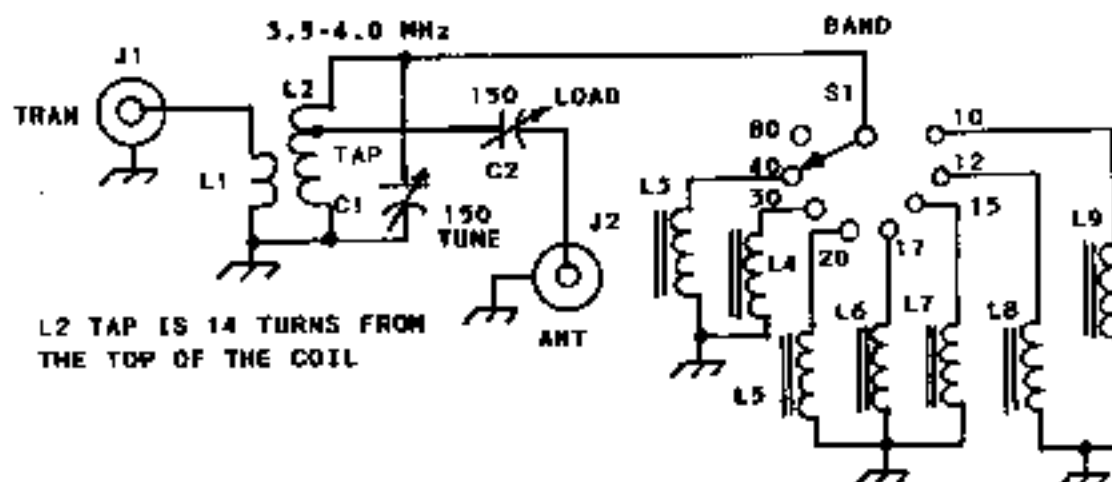 3.5-4.0 MHz
BAND
J1
L2
150
LOAD
S1
TRAN
80
10
TAP
C2
40
12
L1
L3
C1
30
15
150
TUNE
J2
L4
20
17
L9
L2 TAP IS 14 TURNS FROM
THE TOP OF THE COIL
ANT
L6
L7
L8
L5